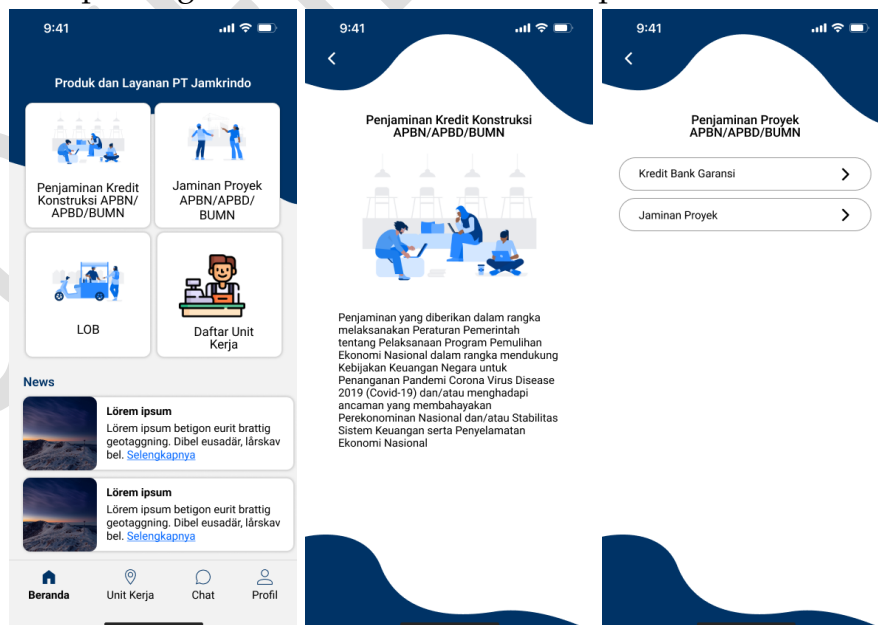 9:41
Produk dan Layanan PT Jamkrindo
Penjaminan Kredit
Konstruksi APBN/
APBD/BUMN
Jaminan Proyek
APBN/APBD/
BUMN
LOB
Daftar Unit
Kerja
News
Lörem ipsum
Lörem ipsum betigon eurit brattig
geotaggning. Dibel eusadär, lårskav
bel. Selengkapnya
Lörem ipsum
Lörem ipsum betigon eurit brattig
geotaggning. Dibel eusadär, lårskav
bel. Selengkapnya
Beranda
Unit Kerja
Chat
Profil
9:41
Penjaminan Kredit Konstruksi
APBN/APBD/BUMN
Penjaminan yang diberikan dalam rangka
melaksanakan Peraturan Pemerintah
tentang Pelaksanaan Program Pemulihan
Ekonomi Nasional dalam rangka mendukung
Kebijakan Keuangan Negara untuk
Penanganan Pandemi Corona Virus Disease
2019 (Covid-19) dan/atau menghadapi
ancaman yang membahayakan
Perekonominan Nasional dan/atau Stabilitas
Sistem Keuangan serta Penyelamatan
Ekonomi Nasional
9:41
Penjaminan Proyek
APBN/APBD/BUMN
Kredit Bank Garansi
Jaminan Proyek